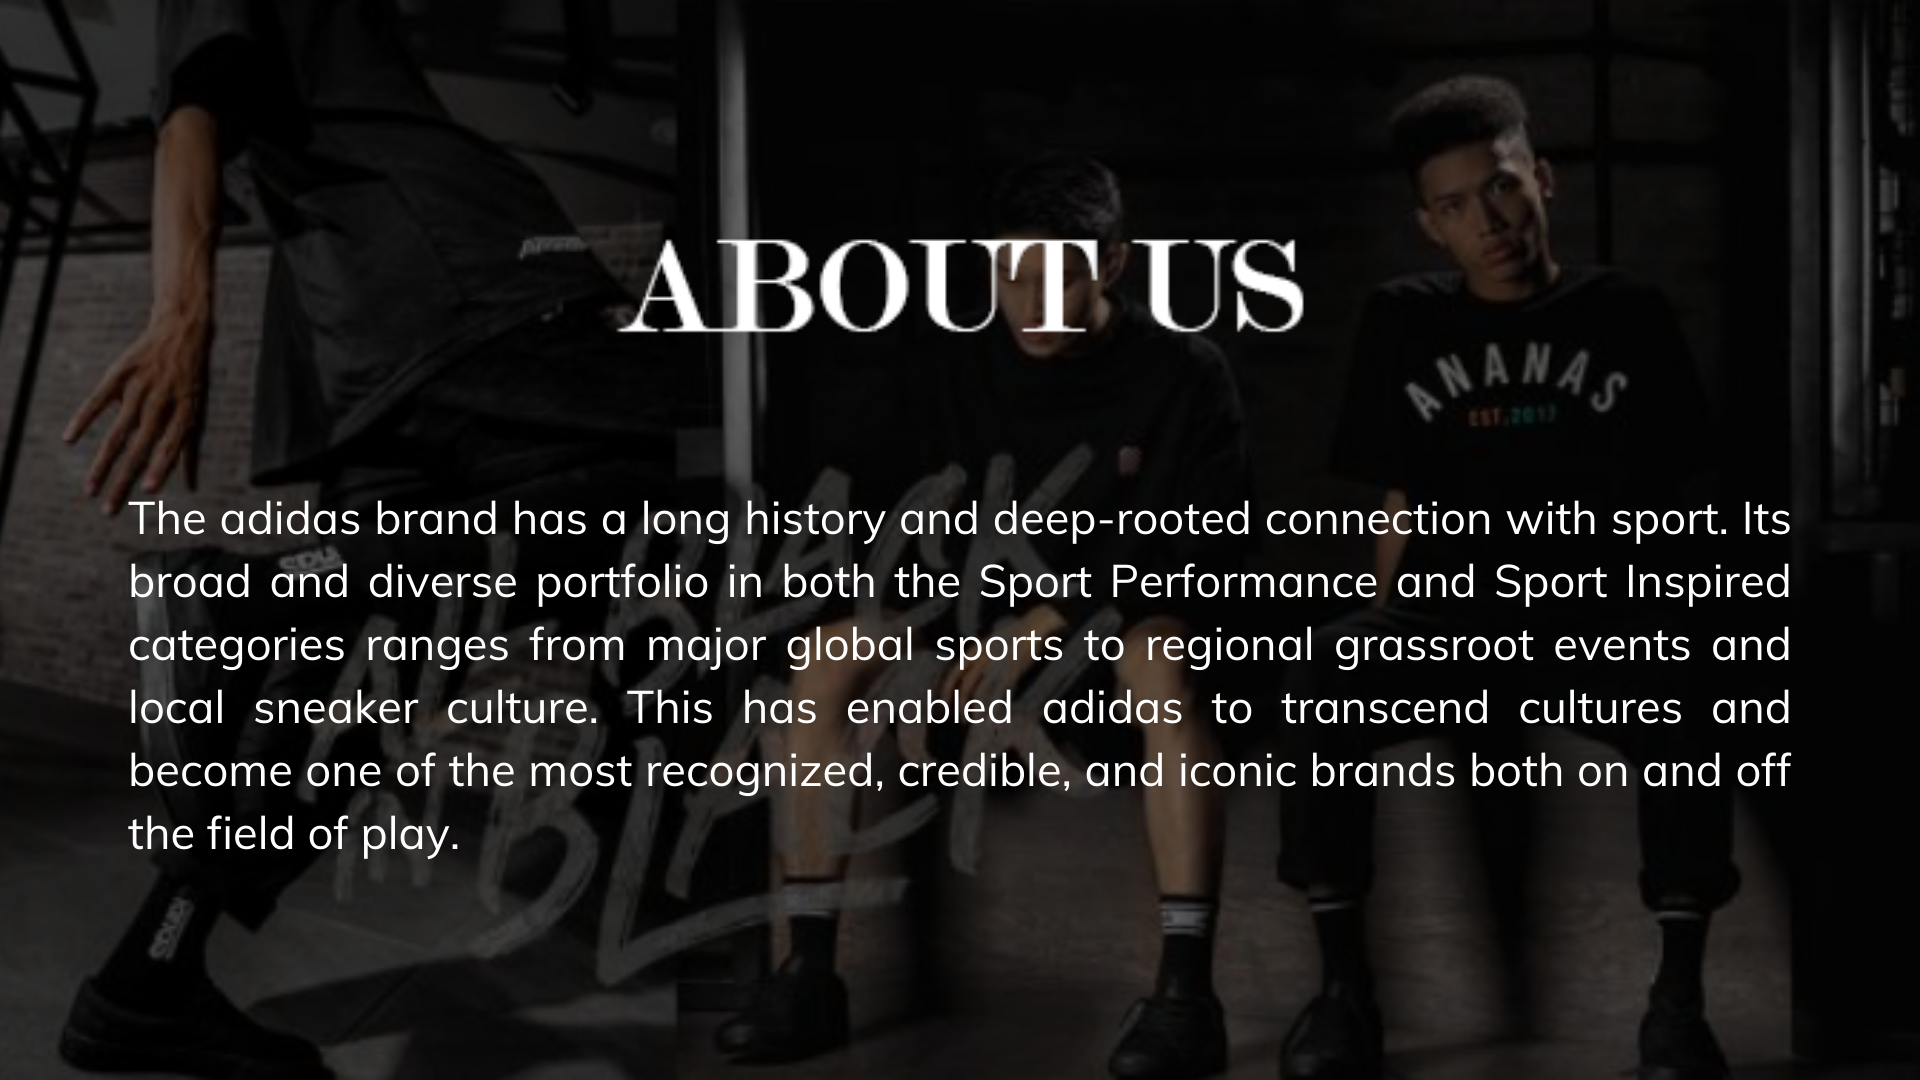 ABOUT US
ANANAS
EST.2017
The adidas brand has a long history and deep-rooted connection with sport. Its
broad and diverse portfolio in both the Sport Performance and Sport Inspired
categories ranges from major global sports to regional grassroot events and
local sneaker culture. This has enabled adidas to transcend cultures and
become one of the most recognized, credible, and iconic brands both on and off
the field of play.
BLACK
BLACK